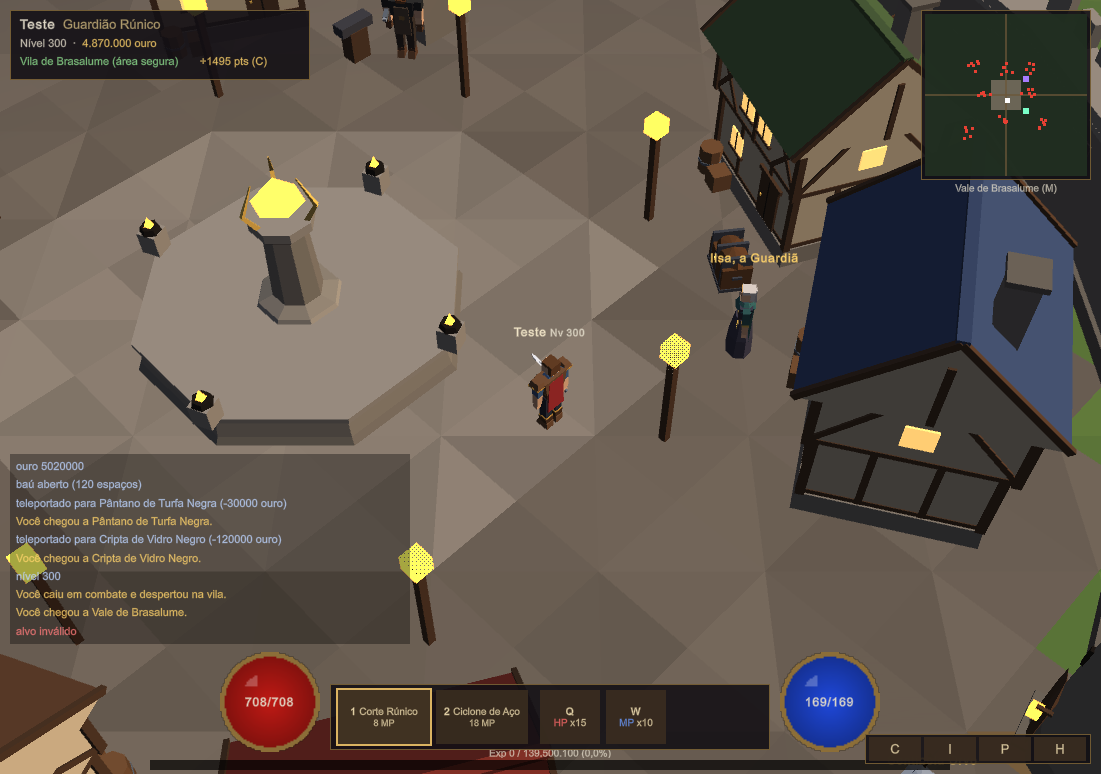 Teste Guardião Rúnico
Nível 300 · 4.870.000 ouro
Vila de Brasalume (área segura) +1495 pts (C)
Vale de Brasalume (M)
Ilsa, a Guardiã
Teste Nv 300
ouro 5020000
baú aberto (120 espaços)
teleportado para Pântano de Turfa Negra (-30000 ouro)
Você chegou a Pântano de Turfa Negra.
teleportado para Cripta de Vidro Negro (-120000 ouro)
Você chegou a Cripta de Vidro Negro.
nível 300
Você caiu em combate e despertou na vila.
Você chegou a Vale de Brasalume.
alvo inválido
708/708
1 Corte Rúnico
8 MP
2 Ciclone de Aço
18 MP
Q
HP x15
W
MP x10
169/169
Exp 0 / 139.500.100 (0,0%)
C I P H